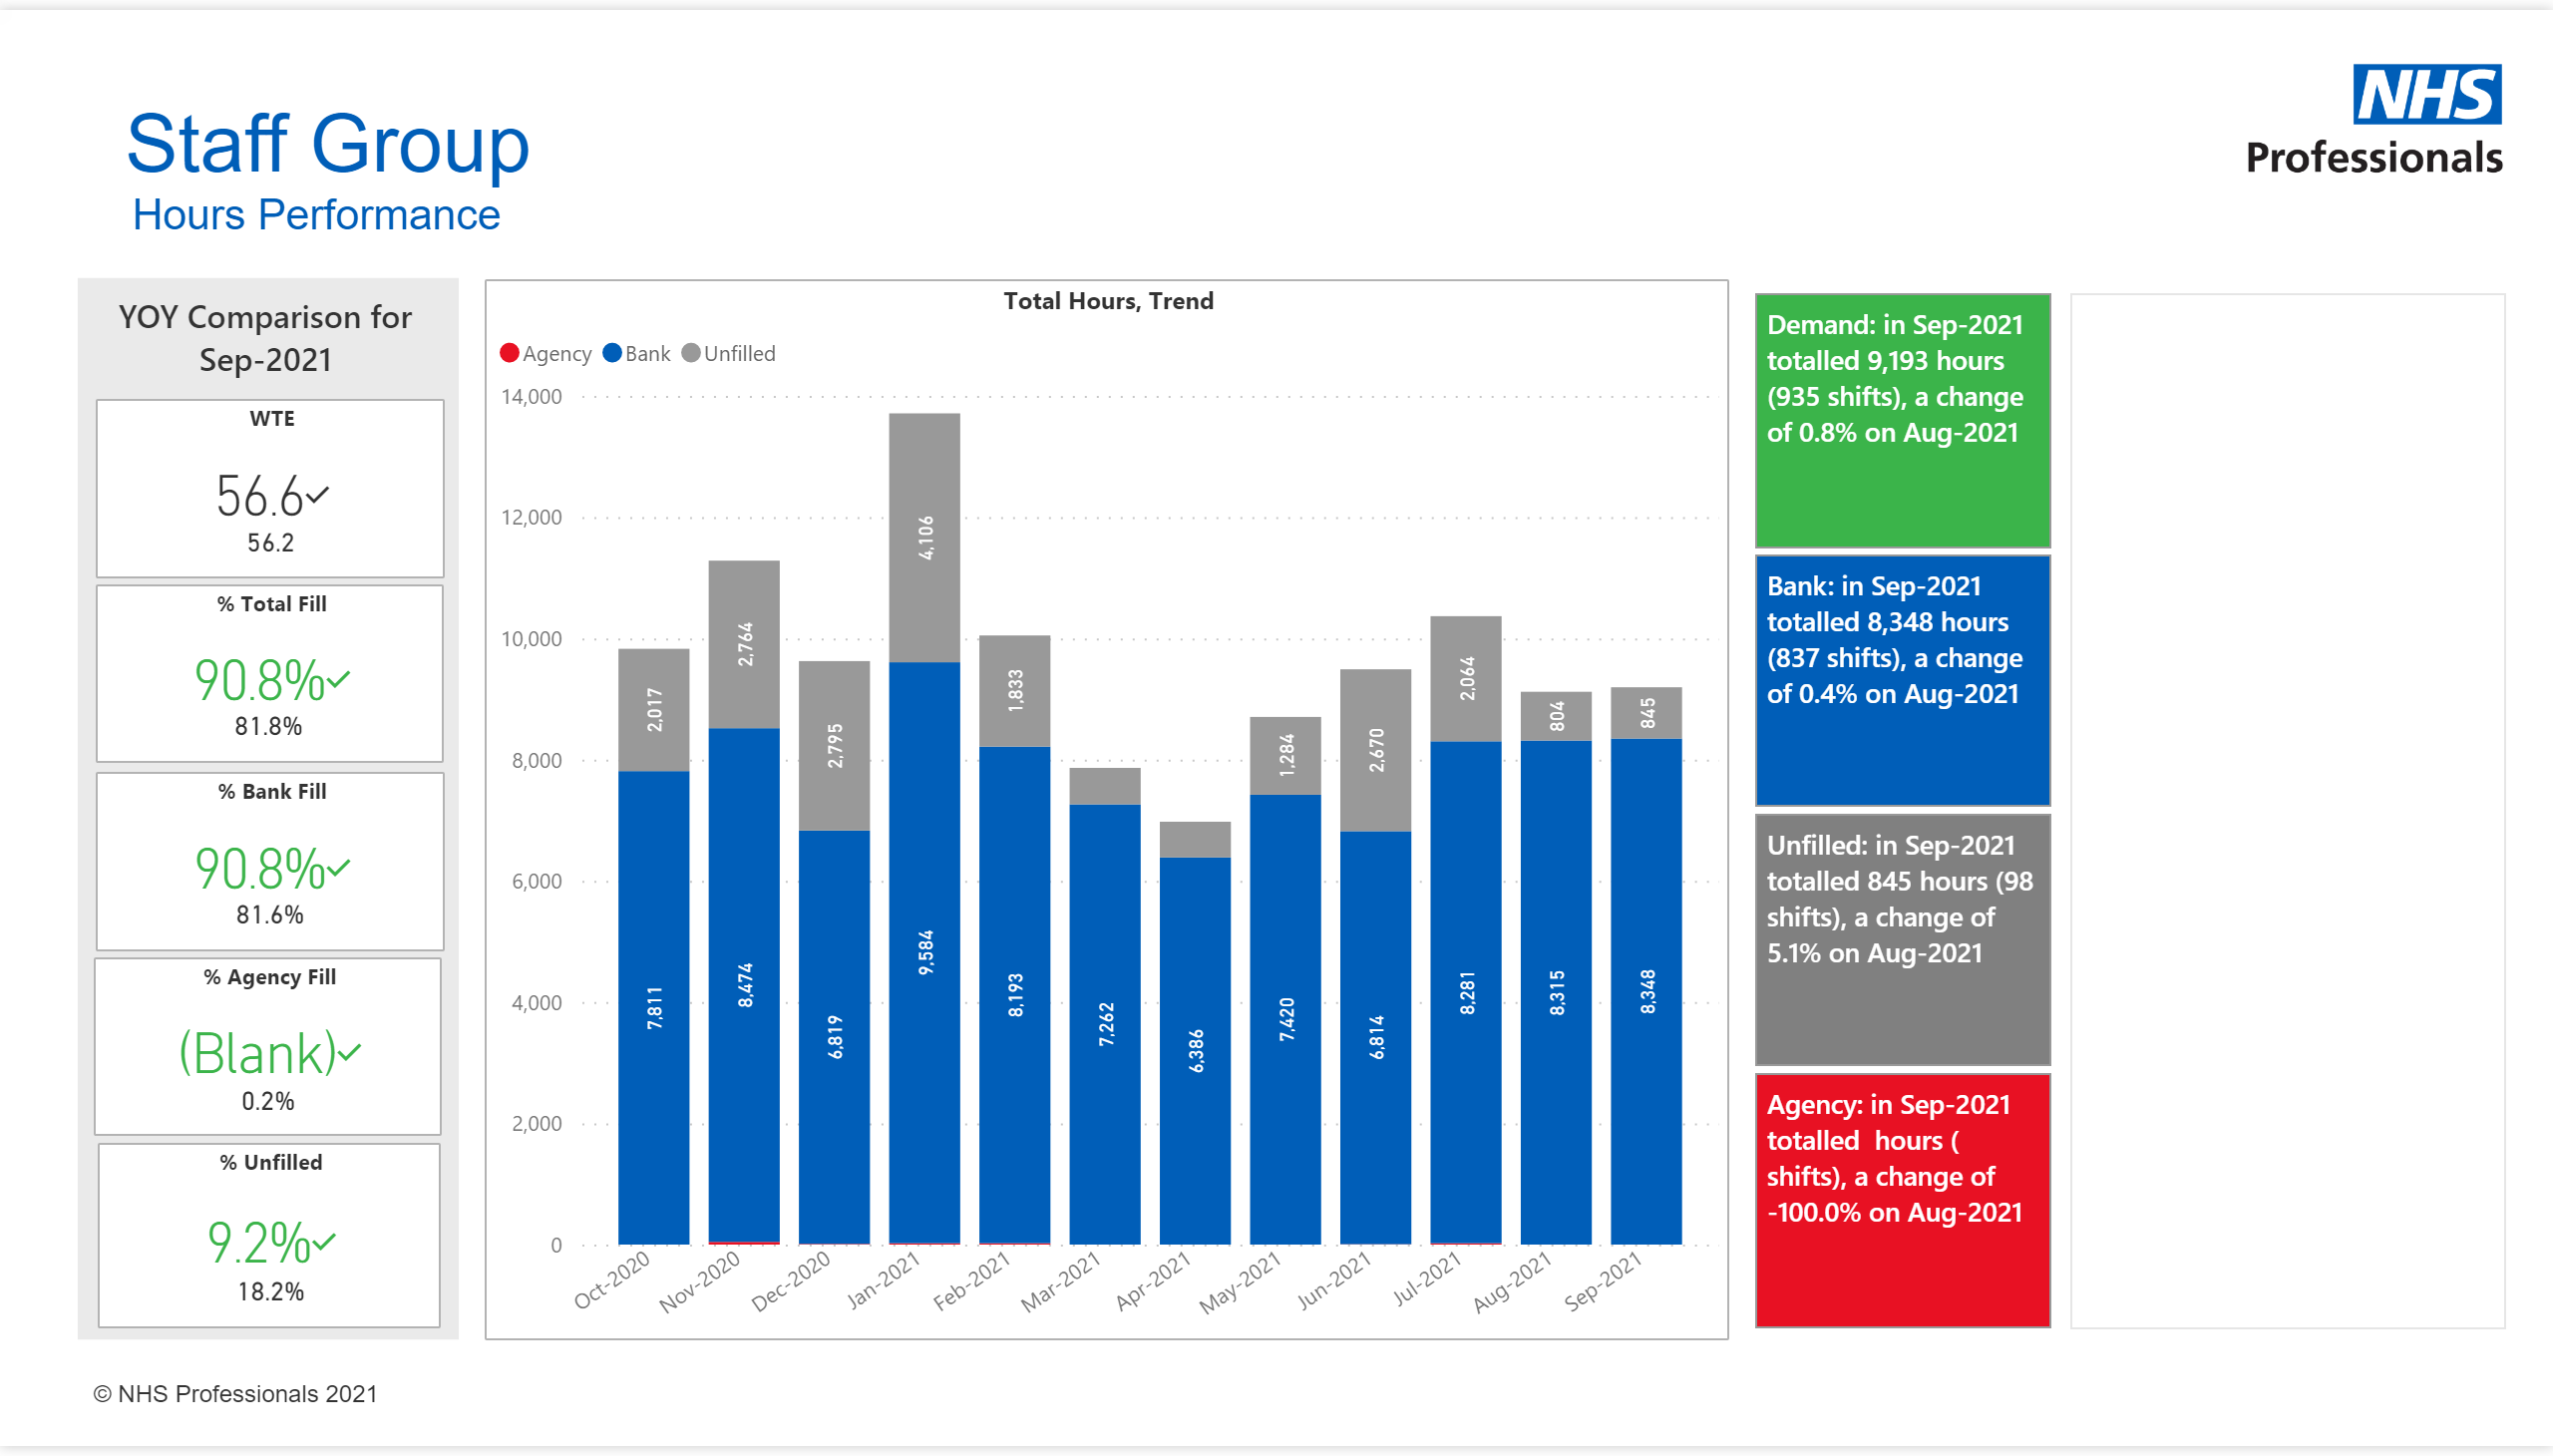 NHS
Professionals
Staff Group
Hours Performance
YOY Comparison for
Sep-2021
WTE
56.6✓
56.2
% Total Fill
90.8%✓
81.8%
% Bank Fill
90.8%✓
81.6%
% Agency Fill
(Blank)✓
0.2%
% Unfilled
9.2%✓
18.2%
Total Hours, Trend
Agency Bank Unfilled
14,000
12,000
10,000
8,000
6,000
4,000
2,000
0
2,017
2,764
2,795
4,106
1,833
1,284
2,670
2,064
804
845
7,811
8,474
6,819
9,584
8,193
7,262
6,386
7,420
6,814
8,281
8,315
8,348
Oct-2020
Nov-2020
Dec-2020
Jan-2021
Feb-2021
Mar-2021
Apr-2021
May-2021
Jun-2021
Jul-2021
Aug-2021
Sep-2021
Demand: in Sep-2021
totalled 9,193 hours
(935 shifts), a change
of 0.8% on Aug-2021
Bank: in Sep-2021
totalled 8,348 hours
(837 shifts), a change
of 0.4% on Aug-2021
Unfilled: in Sep-2021
totalled 845 hours (98
shifts), a change of
5.1% on Aug-2021
Agency: in Sep-2021
totalled  hours (
shifts), a change of
-100.0% on Aug-2021
© NHS Professionals 2021